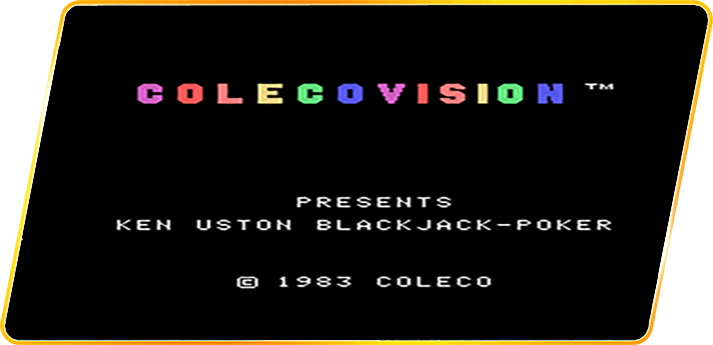 COLECOVISION™
PRESENTS
KEN USTON BLACKJACK-POKER
© 1983 COLECO